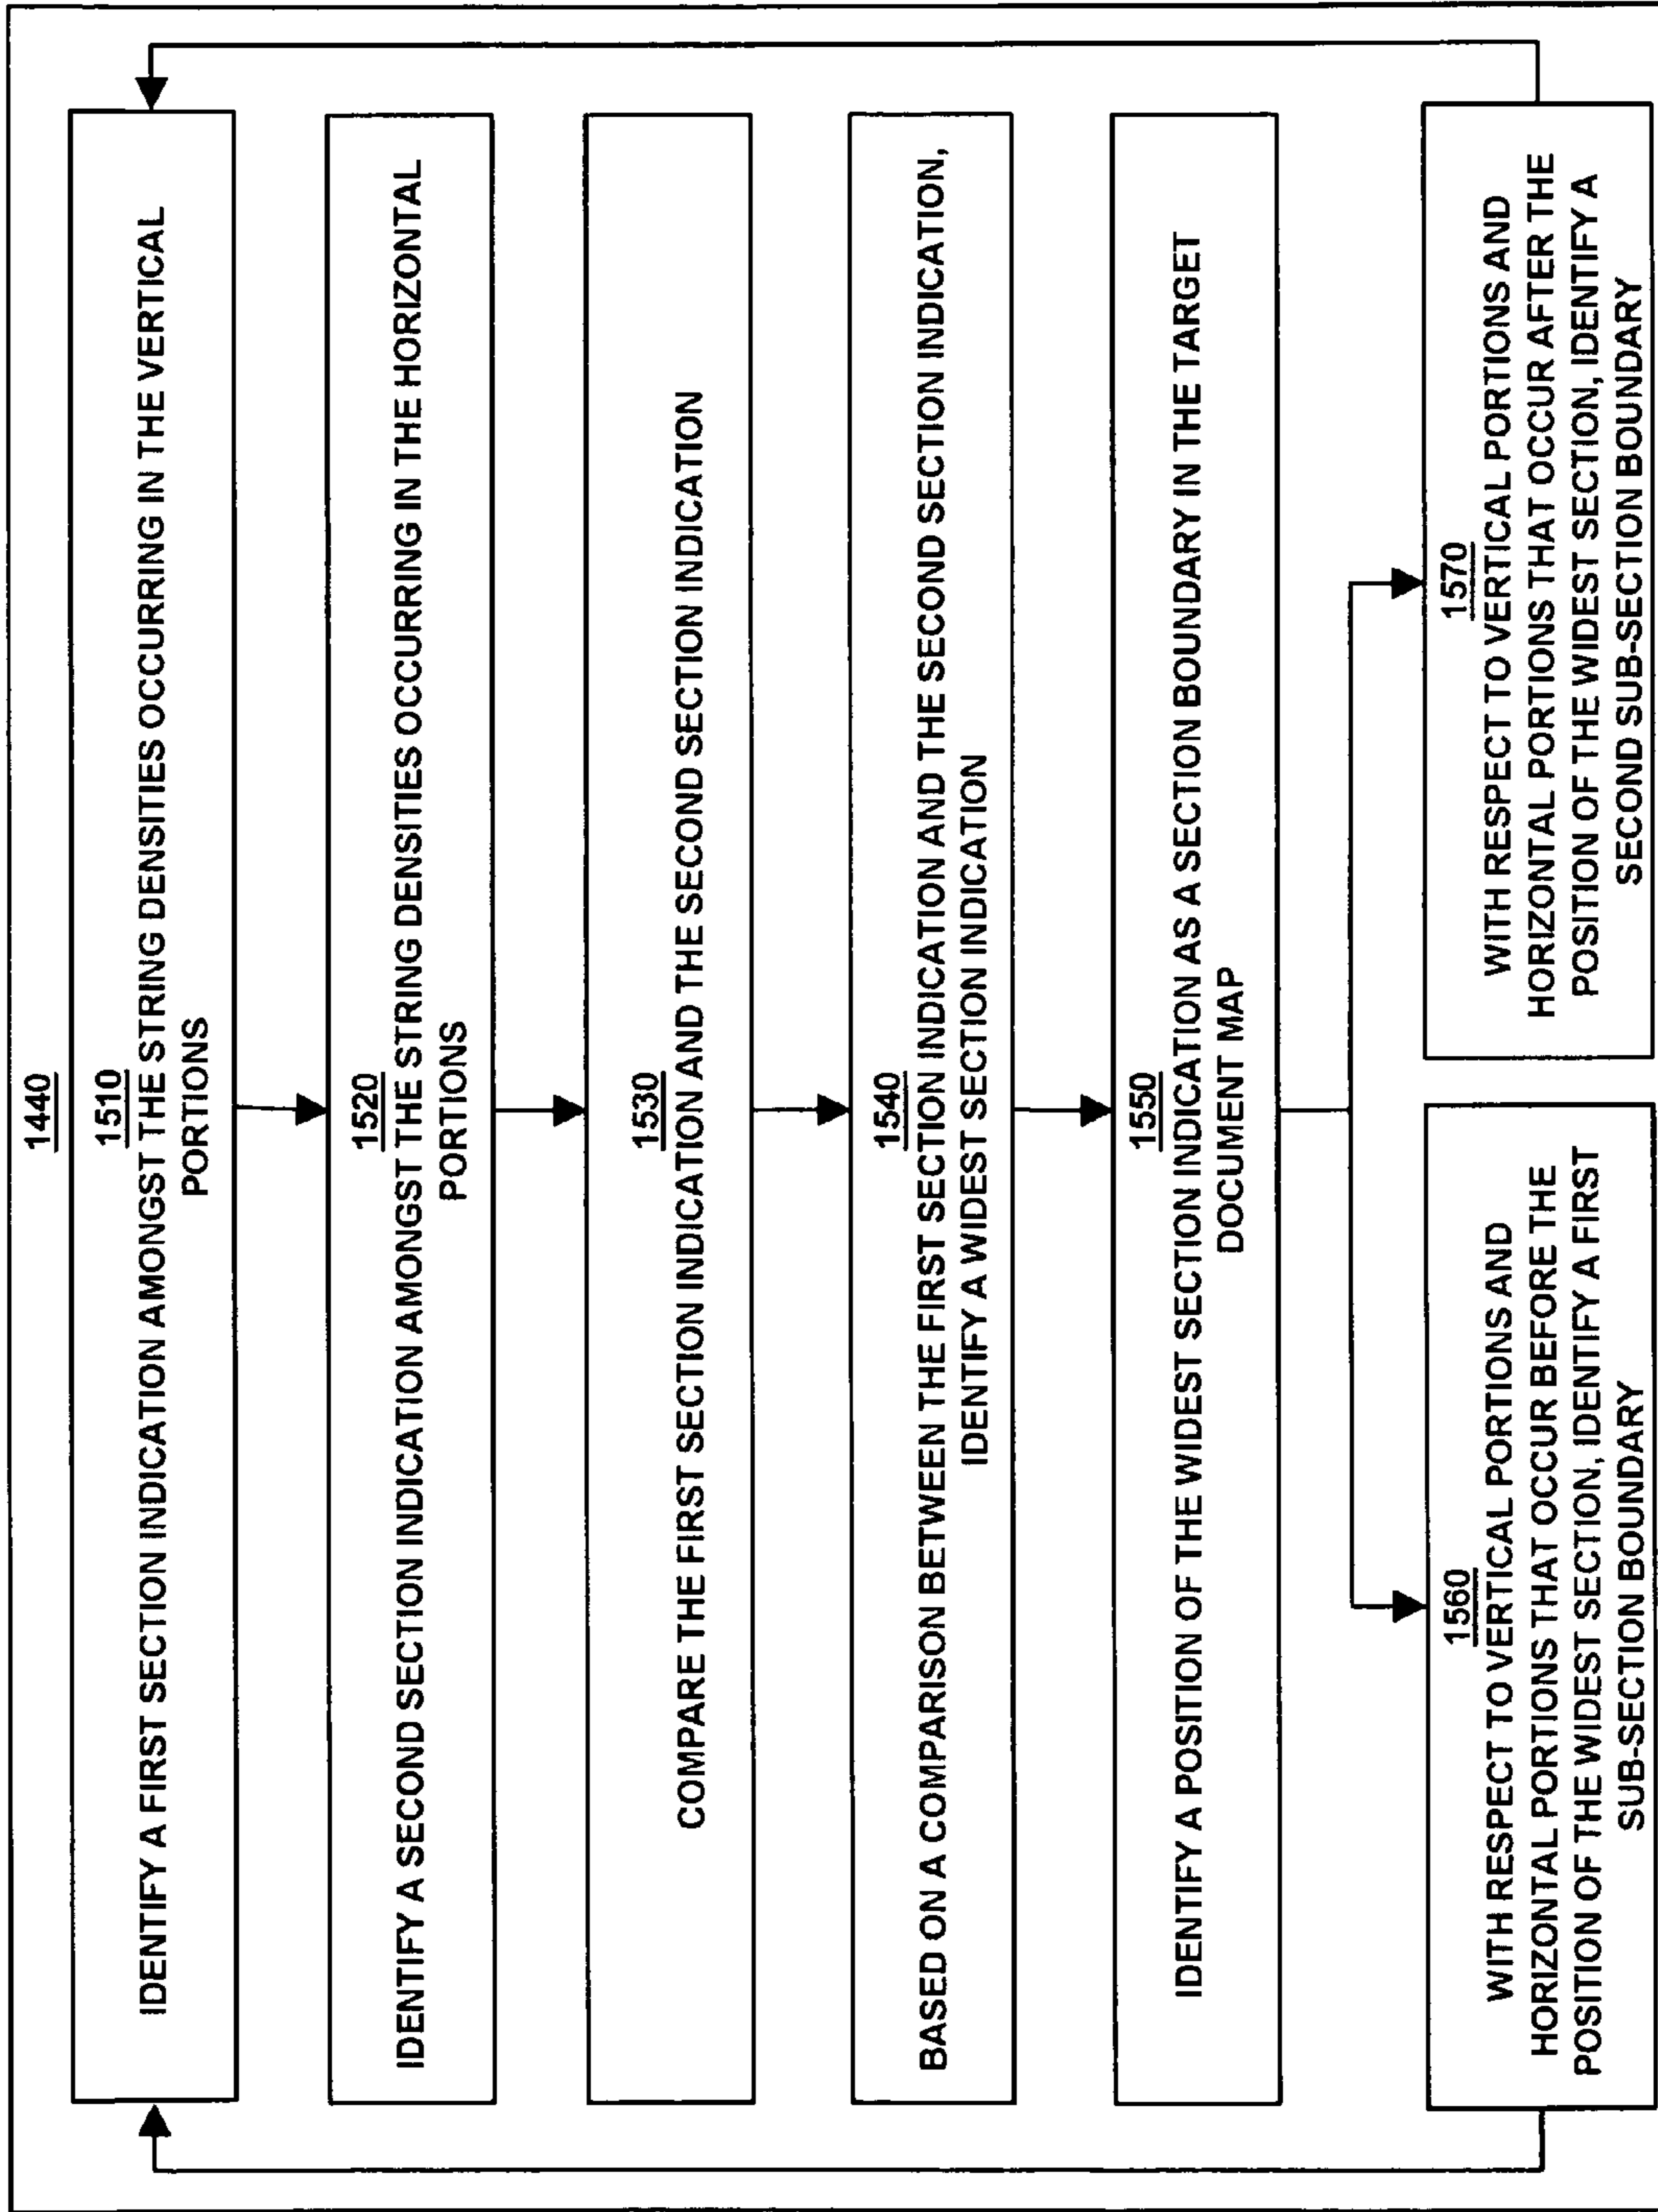 1440
1510
IDENTIFY A FIRST SECTION INDICATION AMONGST THE STRING DENSITIES OCCURRING IN THE VERTICAL
PORTIONS
1520
IDENTIFY A SECOND SECTION INDICATION AMONGST THE STRING DENSITIES OCCURRING IN THE HORIZONTAL
PORTIONS
1530
COMPARE THE FIRST SECTION INDICATION AND THE SECOND SECTION INDICATION
1540
BASED ON A COMPARISON BETWEEN THE FIRST SECTION INDICATION AND THE SECOND SECTION INDICATION,
IDENTIFY A WIDEST SECTION INDICATION
1550
IDENTIFY A POSITION OF THE WIDEST SECTION INDICATION AS A SECTION BOUNDARY IN THE TARGET
DOCUMENT MAP
1560
WITH RESPECT TO VERTICAL PORTIONS AND
HORIZONTAL PORTIONS THAT OCCUR BEFORE THE
POSITION OF THE WIDEST SECTION, IDENTIFY A FIRST
SUB-SECTION BOUNDARY
1570
WITH RESPECT TO VERTICAL PORTIONS AND
HORIZONTAL PORTIONS THAT OCCUR AFTER THE
POSITION OF THE WIDEST SECTION, IDENTIFY A
SECOND SUB-SECTION BOUNDARY